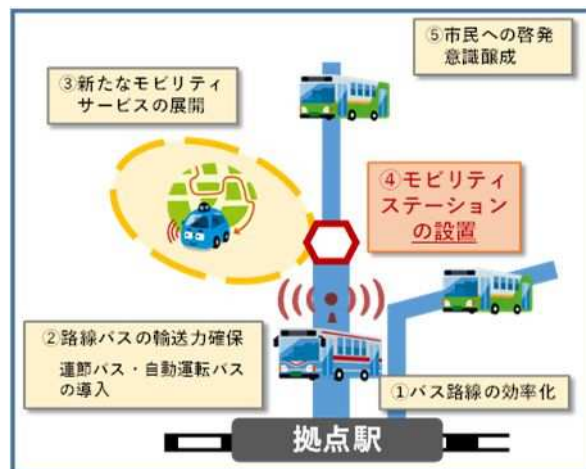 ⑤市民への啓発
意識醸成
③新たなモビリティ
サービスの展開
④モビリティ
ステーション
の設置
②路線バスの輸送力確保
連節バス・自動運転バス
の導入
①バス路線の効率化
拠点駅